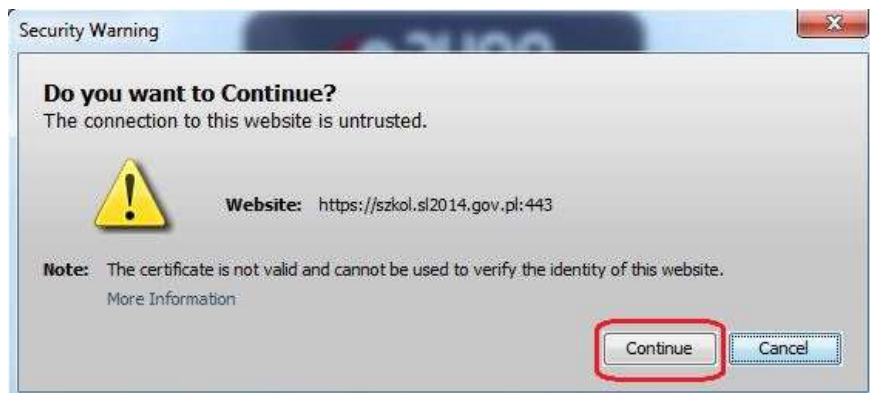 Security Warning
Do you want to Continue?
The connection to this website is untrusted.
Website: https://szkol.sl2014.gov.pl:443
Note: The certificate is not valid and cannot be used to verify the identity of this website.
More Information
Continue Cancel